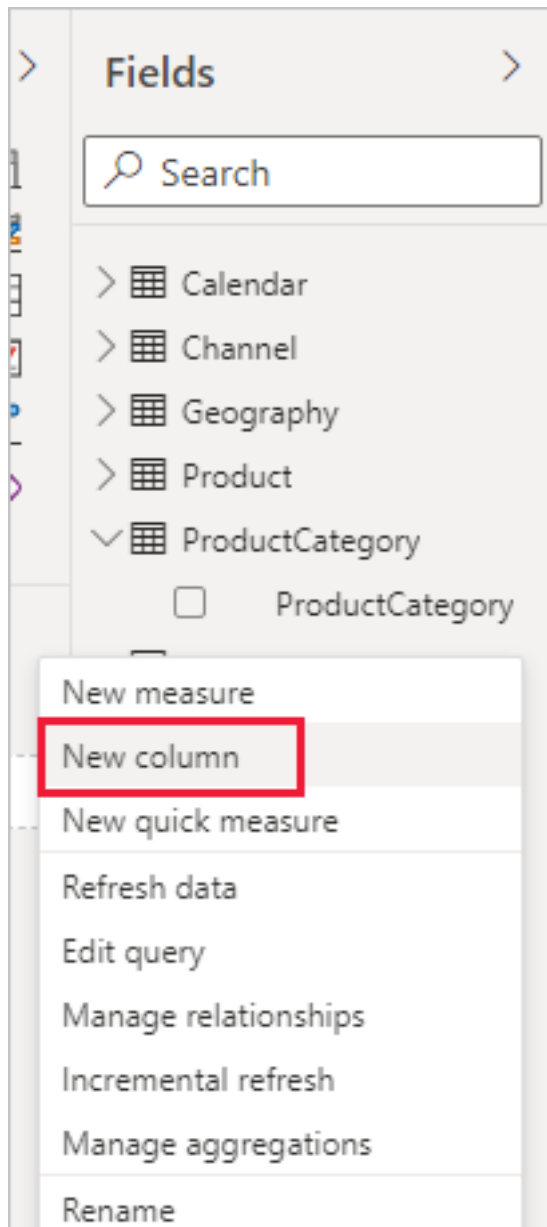 Fields
Search
Calendar
Channel
Geography
Product
ProductCategory
ProductCategory
New measure
New column
New quick measure
Refresh data
Edit query
Manage relationships
Incremental refresh
Manage aggregations
Rename